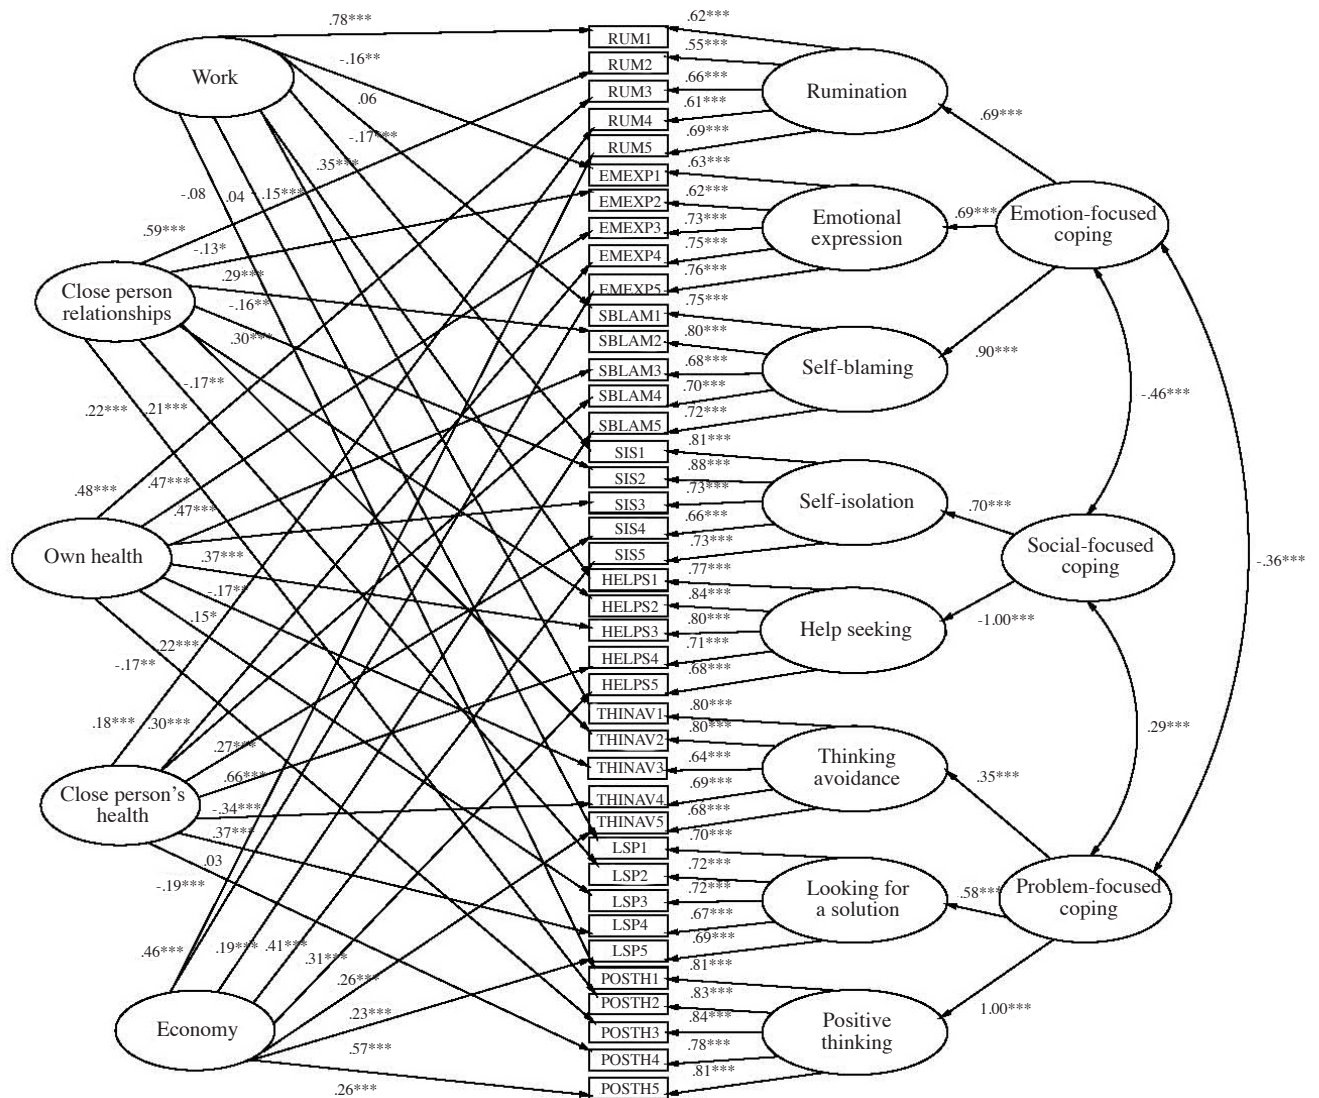 .78***
RUM1
.62***
Work
-.16**
RUM2
.55***
.06
RUM3
.66***
Rumination
-.17***
RUM4
.61***
.69***
.35***
RUM5
.69***
-.08
.04
-.15***
EMEXP1
.63***
EMEXP2
.62***
Emotional
expression
.69***
Emotion-focused
coping
.59***
-.13*
EMEXP3
.73***
EMEXP4
.75***
.29***
EMEXP5
.76***
Close person
relationships
-.16**
SBLAM1
.75***
.30***
SBLAM2
.80***
Self-blaming
.90***
-.17**
SBLAM3
.68***
-.46***
.22***
.21***
SBLAM4
.70***
SBLAM5
.72***
SIS1
.81***
.48***
.47***
SIS2
.88***
.47***
SIS3
.73***
Self-isolation
.70***
SIS4
.66***
Own health
.37***
SIS5
.73***
Social-focused
coping
-.36***
-.17**
HELPS1
.77***
.15*
HELPS2
.84***
-1.00***
.22***
HELPS3
.80***
Help seeking
-.17**
HELPS4
.71***
HELPS5
.68***
.18***
.30***
THINAV1
.80***
.29***
.27***
THINAV2
.80***
.66***
THINAV3
.64***
Thinking
avoidance
.35***
Close person's
health
-.34***
THINAV4
.69***
.37***
THINAV5
.68***
.03
LSP1
.70***
-.19***
LSP2
.72***
Looking for
a solution
.58***
Problem-focused
coping
LSP3
.72***
LSP4
.67***
.46***
.19***
.41***
.31***
LSP5
.69***
.26***
POSTH1
.81***
.23***
POSTH2
.83***
1.00***
Economy
.57***
POSTH3
.84***
Positive
thinking
POSTH4
.78***
.26***
POSTH5
.81***